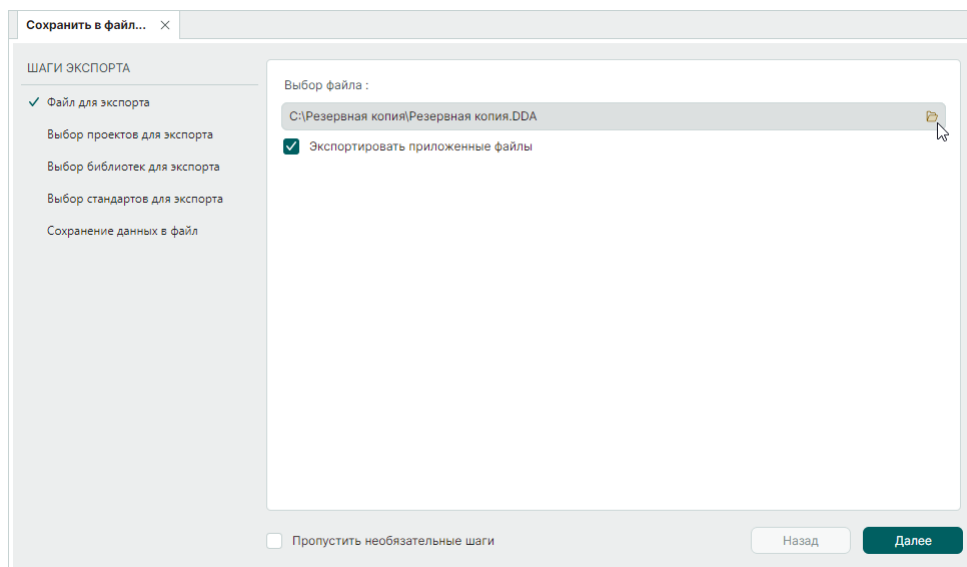 Сохранить в файл...
ШАГИ ЭКСПОРТА
Файл для экспорта
Выбор проектов для экспорта
Выбор библиотек для экспорта
Выбор стандартов для экспорта
Сохранение данных в файл
Выбор файла :
C:\Резервная копия\Резервная копия.DDA
Экспортировать приложенные файлы
Пропустить необязательные шаги
Назад
Далее